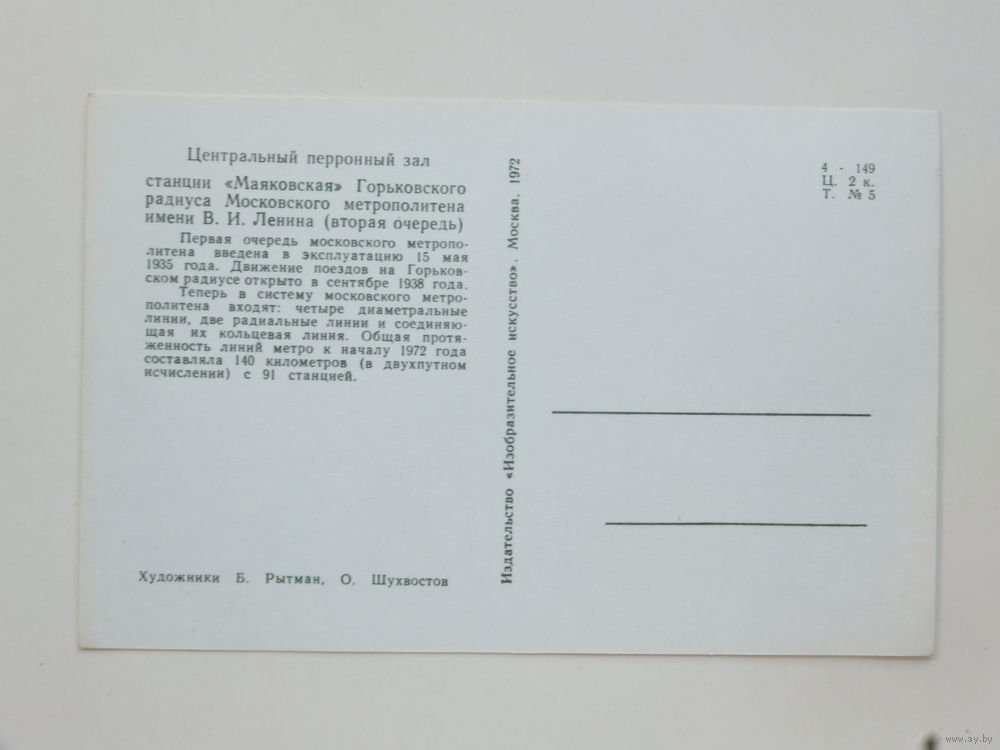 Центральный перронный зал
станции «Маяковская» Горьковского
радиуса Московского метрополитена
имени В. И. Ленина (вторая очередь)
Первая очередь московского метропо-
литена введена в эксплуатацию 15 мая
1935 года. Движение поездов на Горьков-
ском радиусе открыто в сентябре 1938 года.
Теперь в систему московского метро-
политена входят: четыре диаметральные
линии, две радиальные линии и соединяю-
щая их кольцевая линия. Общая протя-
женность линий метро к началу 1972 года
составляла 140 километров (в двухпутном
исчислении) с 91 станцией.
Художники Б. Рытман, О. Шухвостов
Издательство «Изобразительное искусство». Москва. 1972
4 - 149
Ц. 2 к.
Т. № 5
www.ay.by